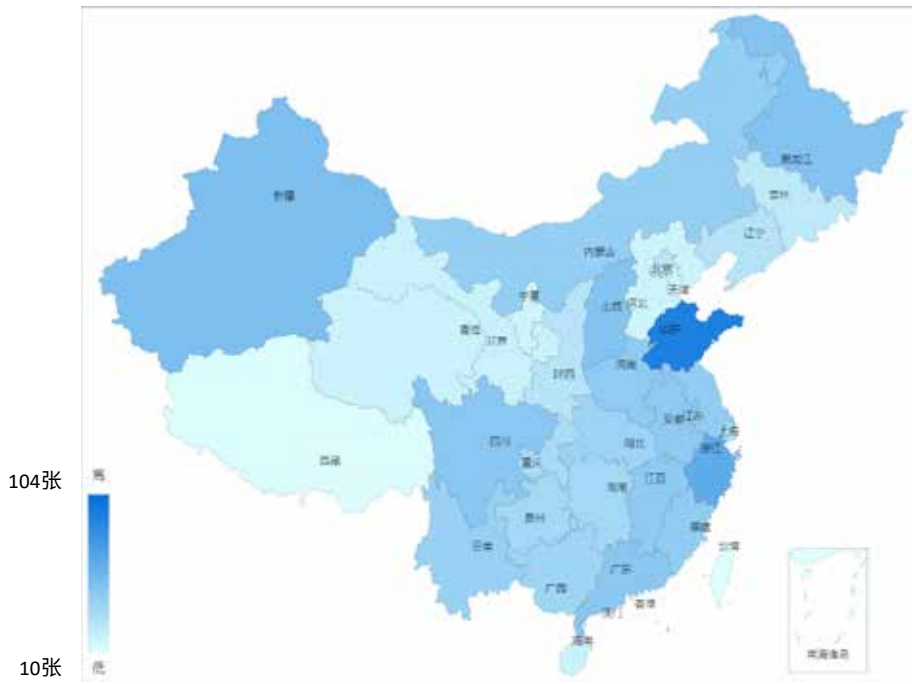 黑龙江
新疆
吉林
辽宁
内蒙古
北京
天津
宁夏
山西
河北
山东
青海
甘肃
河南
陕西
安徽
江苏
上海
四川
湖北
浙江
西藏
重庆
104张
高
江西
湖南
贵州
福建
云南
台湾
广东
广西
香港
澳门
海南
南海诸岛
10张
低